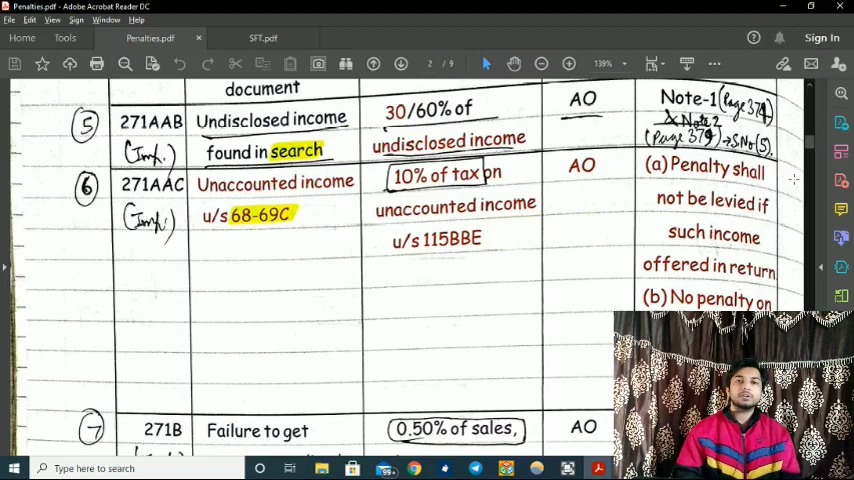 Penalties.pdf - Adobe Acrobat Reader DC
File Edit View Sign Window Help
Home Tools Penalties.pdf × SFT.pdf Sign In
2 / 9 139%
document
5 271AAB Undisclosed income 30/60% of AO Note-1 (Page 379)
& Note 2
(Imp.) found in search undisclosed income (Page 379) → S.No (5).
6 271AAC Unaccounted income 10% of tax on AO (a) Penalty shall
(Imp.) u/s 68-69C unaccounted income not be levied if
u/s 115BBE such income
offered in return
(b) No penalty on
7 271B Failure to get 0.50% of sales, AO
Type here to search
99+